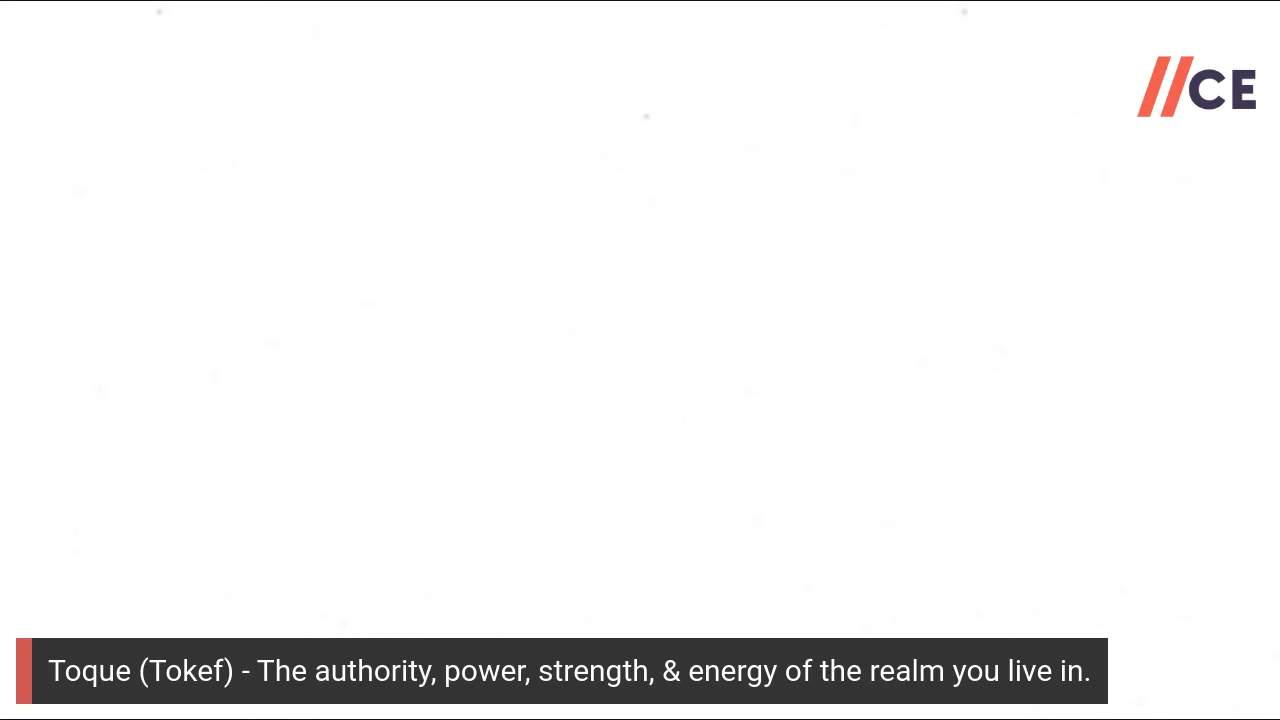 //CE
Toque (Tokef) - The authority, power, strength, & energy of the realm you live in.